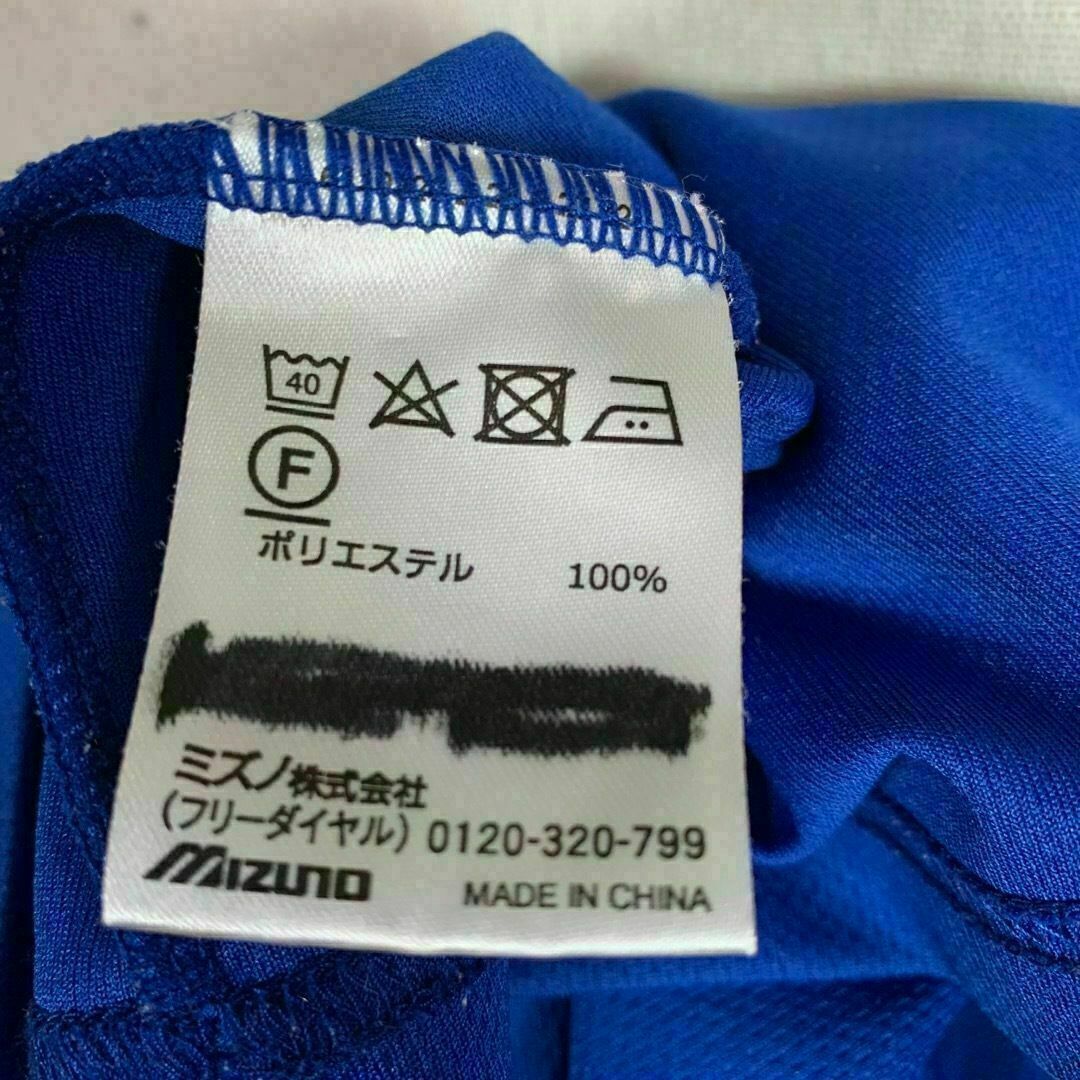 40
F
ポリエステル 100%
ミズノ株式会社
(フリーダイヤル) 0120-320-799
MIZUNO MADE IN CHINA